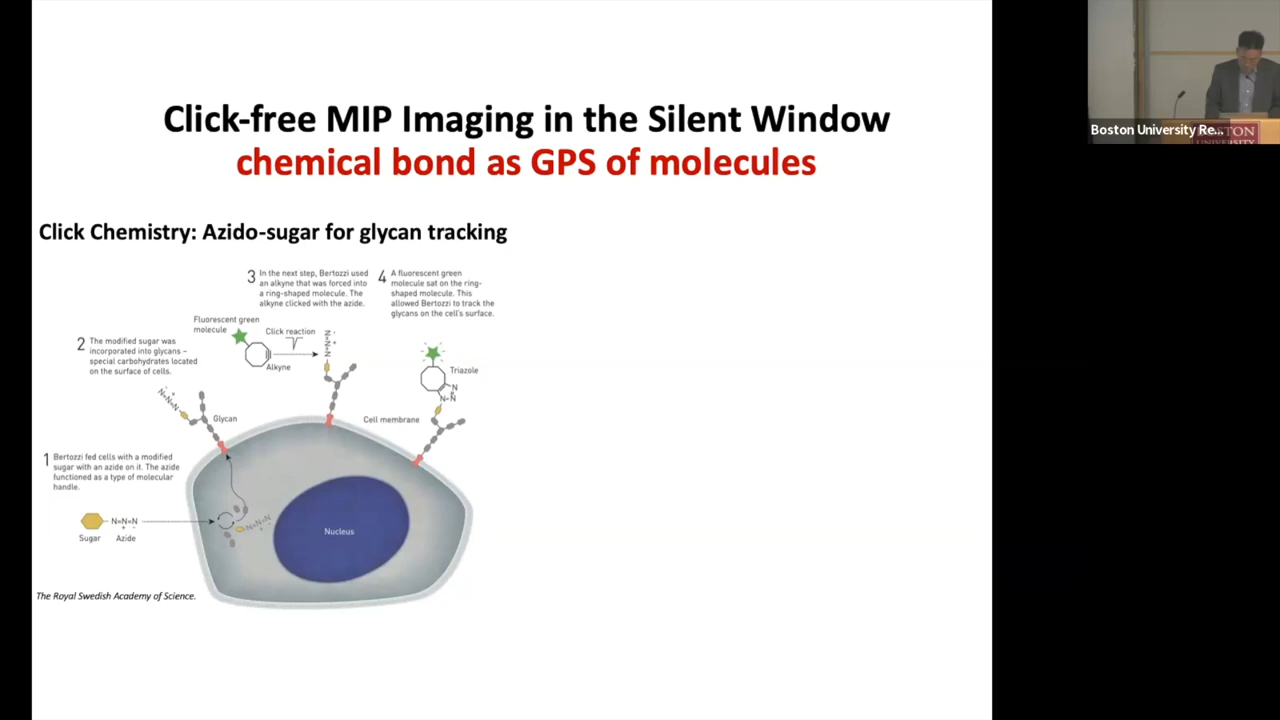 Click-free MIP Imaging in the Silent Window
chemical bond as GPS of molecules
Click Chemistry: Azido-sugar for glycan tracking
3 In the next step, Bertozzi used
an alkyne that was forced into
a ring-shaped molecule. The
alkyne clicked with the azide.
4 A fluorescent green
molecule sat on the ring-
shaped molecule. This
allowed Bertozzi to track the
glycans on the cell's surface.
Fluorescent green
molecule
Click reaction
Alkyne
N=N=N
- +
2 The modified sugar was
incorporated into glycans –
special carbohydrates located
on the surface of cells.
N=N=N
- +
Glycan
Triazole
N
N-N
Cell membrane
1 Bertozzi fed cells with a modified
sugar with an azide on it. The azide
functioned as a type of molecular
handle.
N=N=N
+ -
Sugar
Azide
N=N=N
+ -
Nucleus
The Royal Swedish Academy of Science.
Boston University Re...
TON
UNIVERSITY